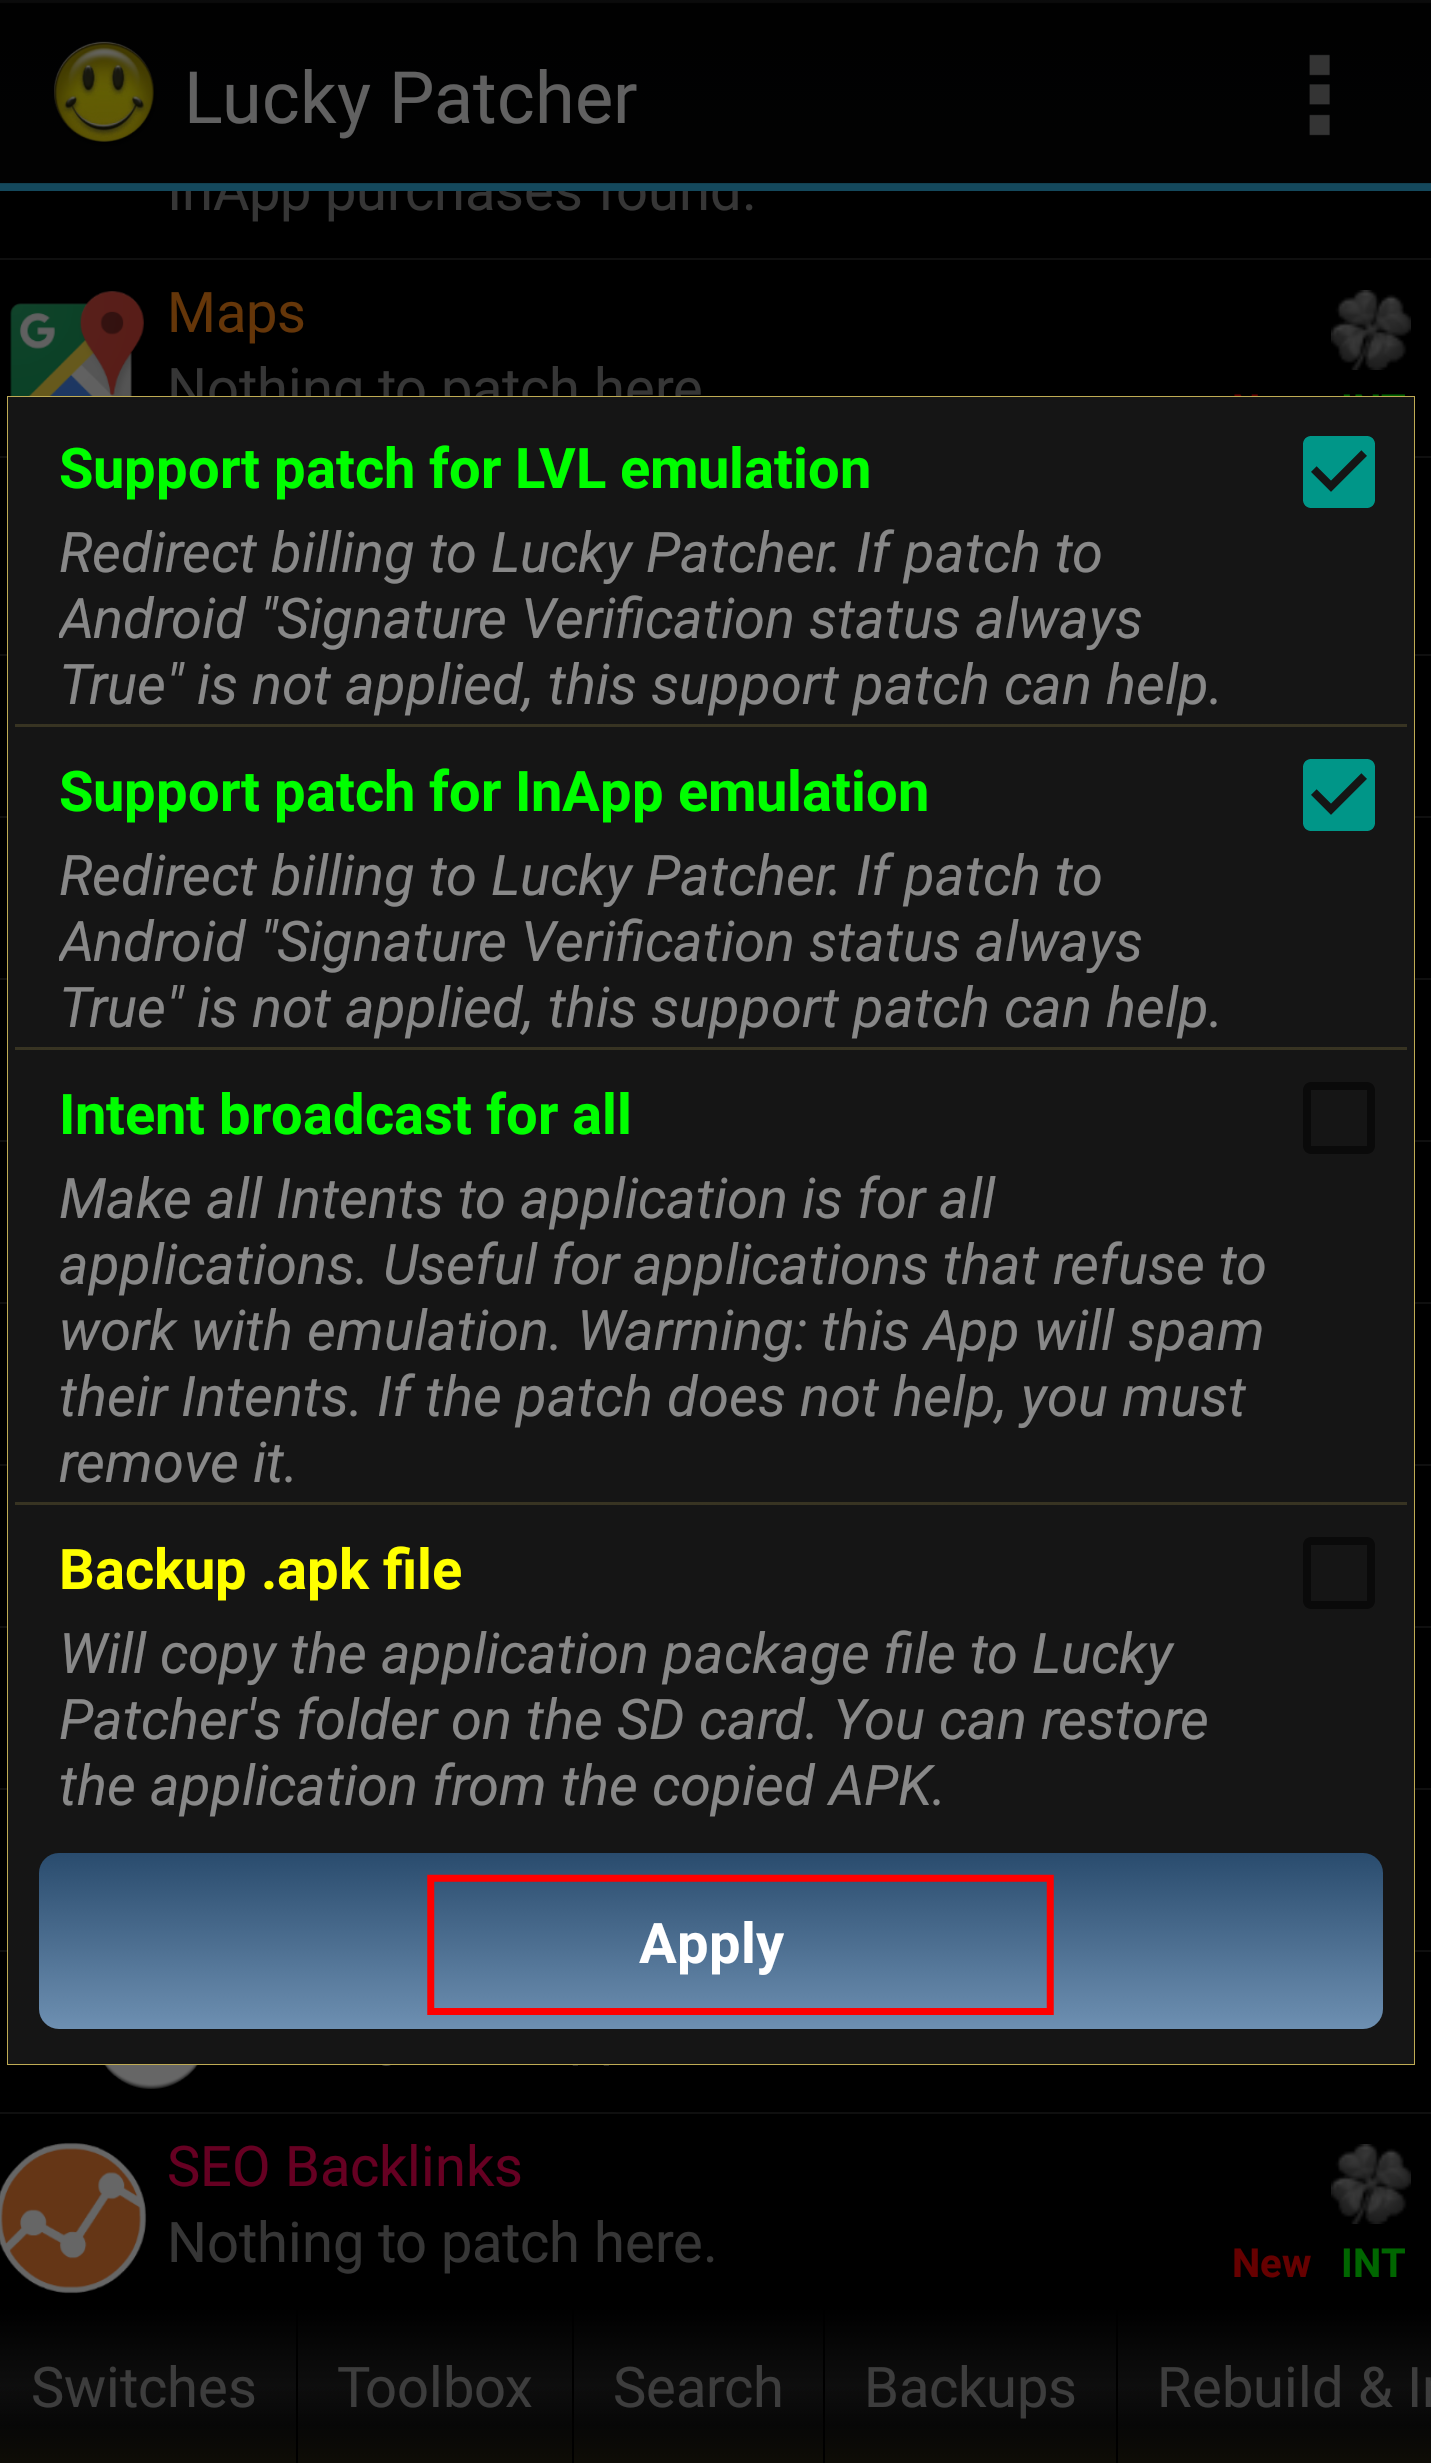 Lucky Patcher
InApp purchases found.
Maps
Nothing to patch here
Support patch for LVL emulation
Redirect billing to Lucky Patcher. If patch to
Android "Signature Verification status always
True" is not applied, this support patch can help.
Support patch for InApp emulation
Redirect billing to Lucky Patcher. If patch to
Android "Signature Verification status always
True" is not applied, this support patch can help.
Intent broadcast for all
Make all Intents to application is for all
applications. Useful for applications that refuse to
work with emulation. Warrning: this App will spam
their Intents. If the patch does not help, you must
remove it.
Backup .apk file
Will copy the application package file to Lucky
Patcher's folder on the SD card. You can restore
the application from the copied APK.
Apply
SEO Backlinks
Nothing to patch here.
New INT
Switches
Toolbox
Search
Backups
Rebuild &